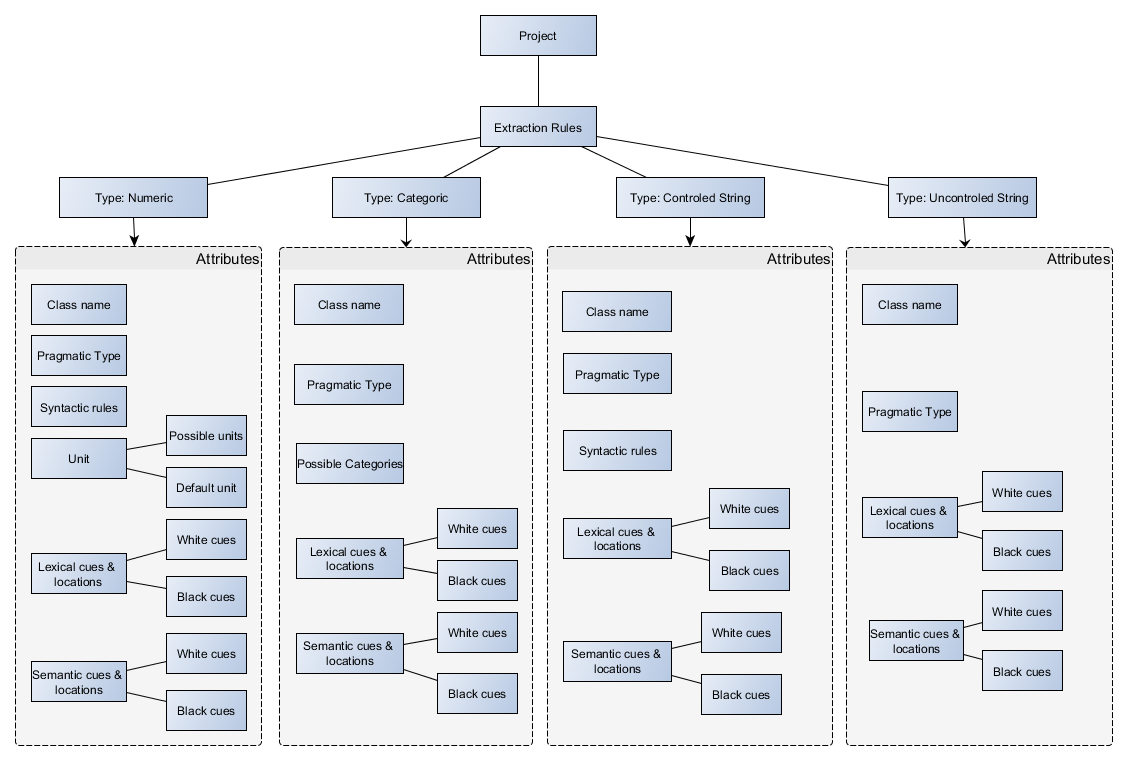 Project
Extraction Rules
Type: Numeric
Type: Categoric
Type: Controled String
Type: Uncontroled String
Attributes
Class name
Pragmatic Type
Syntactic rules
Unit
Possible units
Default unit
Lexical cues &
locations
White cues
Black cues
Semantic cues &
locations
White cues
Black cues
Attributes
Class name
Pragmatic Type
Possible Categories
Lexical cues &
locations
White cues
Black cues
Semantic cues &
locations
White cues
Black cues
Attributes
Class name
Pragmatic Type
Syntactic rules
Lexical cues &
locations
White cues
Black cues
Semantic cues &
locations
White cues
Black cues
Attributes
Class name
Pragmatic Type
Lexical cues &
locations
White cues
Black cues
Semantic cues &
locations
White cues
Black cues